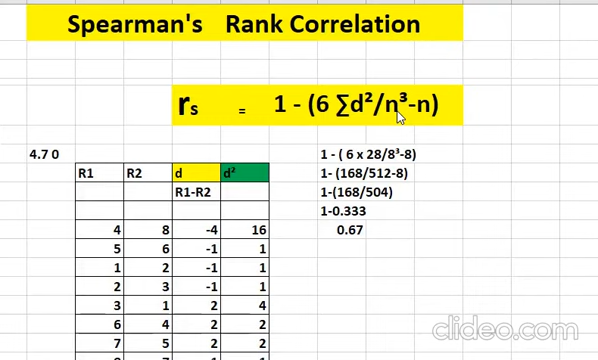 Spearman's Rank Correlation
rs = 1 - (6 ∑d²/n³-n)
4.7 0
1 - ( 6 x 28/8³-8)
R1 R2 d d²
1- (168/512-8)
R1-R2
1-(168/504)
1-0.333
4 8 -4 16
0.67
5 6 -1 1
1 2 -1 1
2 3 -1 1
3 1 2 4
6 4 2 2
7 5 2 2
clideo.com